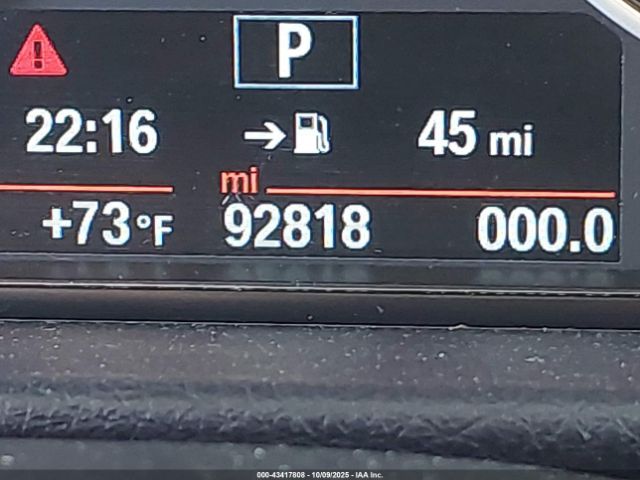 P
22:16 → 45 mi
mi
+73°F 92818 000.0
000-43417808 - 10/09/2025 - IAA Inc.